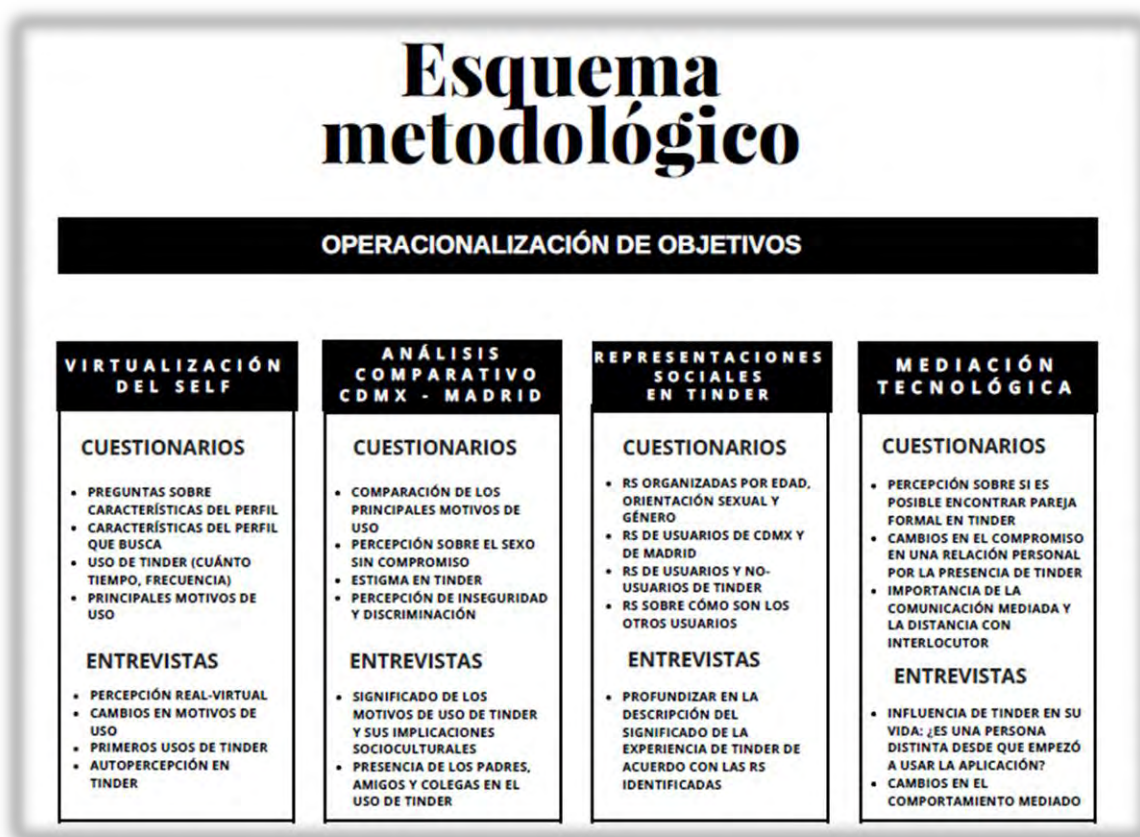 Esquema
metodológico
OPERACIONALIZACIÓN DE OBJETIVOS
VIRTUALIZACIÓN
DEL SELF
CUESTIONARIOS
• PREGUNTAS SOBRE
CARACTERÍSTICAS DEL PERFIL
• CARACTERÍSTICAS DEL PERFIL
QUE BUSCA
• USO DE TINDER (CUÁNTO
TIEMPO, FRECUENCIA)
• PRINCIPALES MOTIVOS DE
USO
ENTREVISTAS
• PERCEPCIÓN REAL-VIRTUAL
• CAMBIOS EN MOTIVOS DE
USO
• PRIMEROS USOS DE TINDER
• AUTOPERCEPCIÓN EN
TINDER
ANÁLISIS
COMPARATIVO
CDMX - MADRID
CUESTIONARIOS
• COMPARACIÓN DE LOS
PRINCIPALES MOTIVOS DE
USO
• PERCEPCIÓN SOBRE EL SEXO
SIN COMPROMISO
• ESTIGMA EN TINDER
• PERCEPCIÓN DE INSEGURIDAD
Y DISCRIMINACIÓN
ENTREVISTAS
• SIGNIFICADO DE LOS
MOTIVOS DE USO DE TINDER
Y SUS IMPLICACIONES
SOCIOCULTURALES
• PRESENCIA DE LOS PADRES,
AMIGOS Y COLEGAS EN EL
USO DE TINDER
REPRESENTACIONES
SOCIALES
EN TINDER
CUESTIONARIOS
• RS ORGANIZADAS POR EDAD,
ORIENTACIÓN SEXUAL Y
GÉNERO
• RS DE USUARIOS DE CDMX Y
DE MADRID
• RS DE USUARIOS Y NO-
USUARIOS DE TINDER
• RS SOBRE CÓMO SON LOS
OTROS USUARIOS
ENTREVISTAS
• PROFUNDIZAR EN LA
DESCRIPCIÓN DEL
SIGNIFICADO DE LA
EXPERIENCIA DE TINDER DE
ACUERDO CON LAS RS
IDENTIFICADAS
MEDIACIÓN
TECNOLÓGICA
CUESTIONARIOS
• PERCEPCIÓN SOBRE SI ES
POSIBLE ENCONTRAR PAREJA
FORMAL EN TINDER
• CAMBIOS EN EL COMPROMISO
EN UNA RELACIÓN PERSONAL
POR LA PRESENCIA DE TINDER
• IMPORTANCIA DE LA
COMUNICACIÓN MEDIADA Y
LA DISTANCIA CON
INTERLOCUTOR
ENTREVISTAS
• INFLUENCIA DE TINDER EN SU
VIDA: ¿ES UNA PERSONA
DISTINTA DESDE QUE EMPEZÓ
A USAR LA APLICACIÓN?
• CAMBIOS EN EL
COMPORTAMIENTO MEDIADO